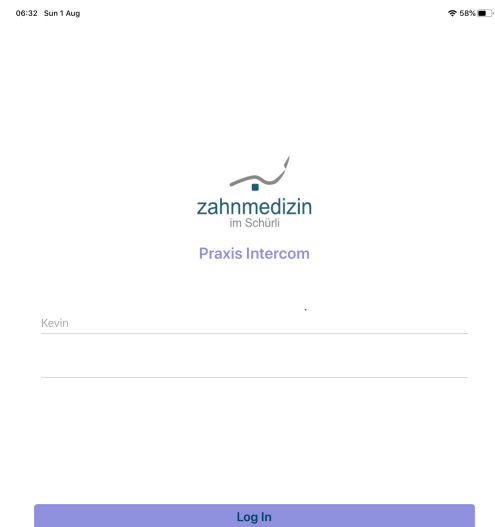 06:32 Sun 1 Aug 58%
zahnmedizin
im Schürli
Praxis Intercom
Kevin
Log In